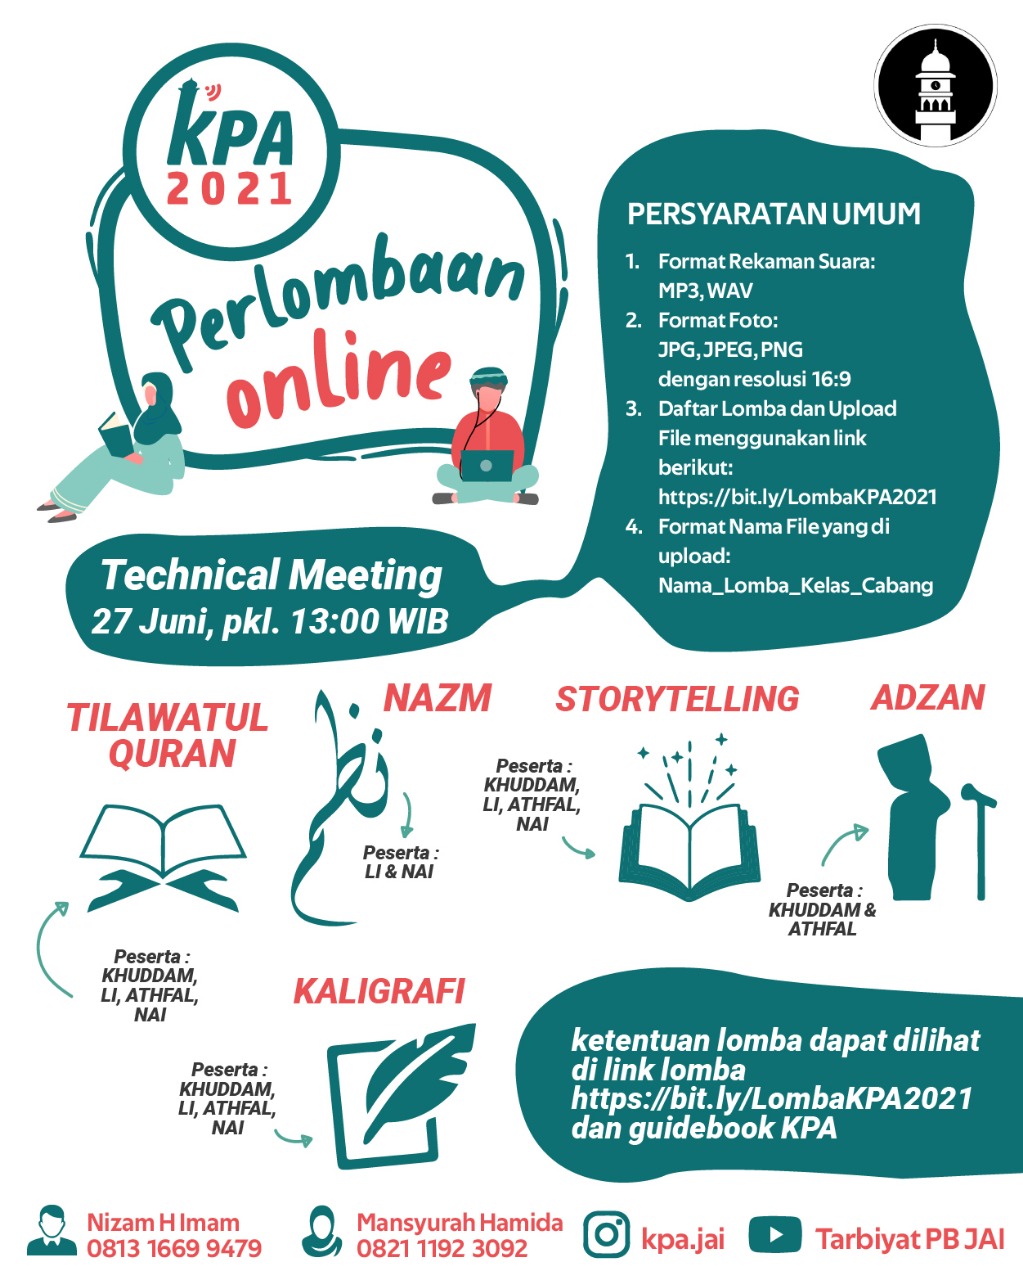 KPA
2021
Perlombaan
online
PERSYARATAN UMUM
1. Format Rekaman Suara:
MP3, WAV
2. Format Foto:
JPG, JPEG, PNG
dengan resolusi 16:9
3. Daftar Lomba dan Upload
File menggunakan link
berikut:
https://bit.ly/LombaKPA2021
4. Format Nama File yang di
upload:
Nama_Lomba_Kelas_Cabang
Technical Meeting
27 Juni, pkl. 13:00 WIB
TILAWATUL
QURAN
Peserta :
KHUDDAM,
LI, ATHFAL,
NAI
NAZM
نظم
Peserta :
LI & NAI
STORYTELLING
Peserta :
KHUDDAM,
LI, ATHFAL,
NAI
ADZAN
Peserta :
KHUDDAM &
ATHFAL
KALIGRAFI
Peserta :
KHUDDAM,
LI, ATHFAL,
NAI
ketentuan lomba dapat dilihat
di link lomba
https://bit.ly/LombaKPA2021
dan guidebook KPA
Nizam H Imam
0813 1669 9479
Mansyurah Hamida
0821 1192 3092
kpa.jai
Tarbiyat PB JAI